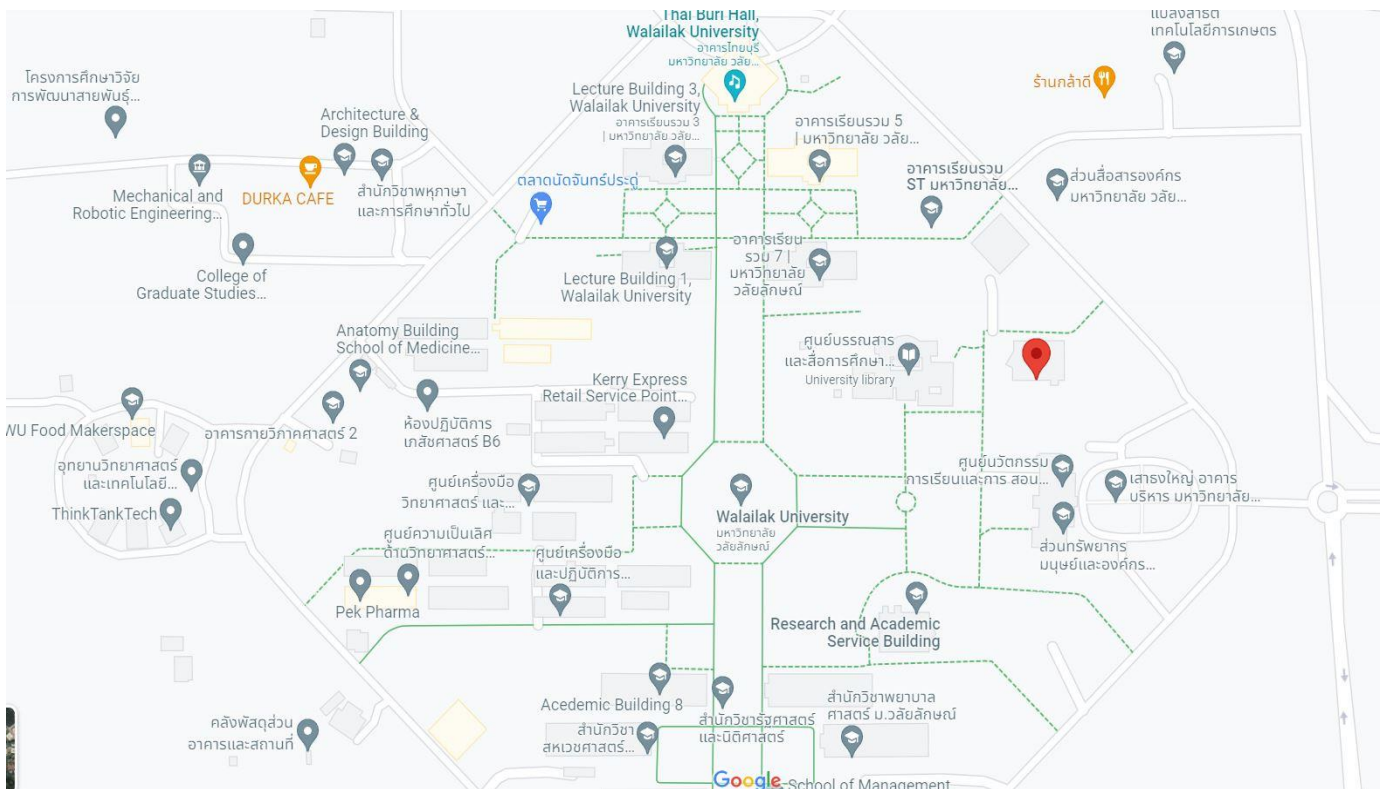 Thai Buri Hall,
Walailak University
อาคารไทยบุรี
มหาวิทยาลัย วลัย...
แปลงสาธิต
เทคโนโลยีการเกษตร
โครงการศึกษาวิจัย
การพัฒนาสายพันธุ์...
Lecture Building 3,
Walailak University
อาคารเรียนรวม 3
| มหาวิทยาลัย วลัย...
ร้านกล้าดี
Architecture &
Design Building
อาคารเรียนรวม 5
| มหาวิทยาลัย วลัย...
อาคารเรียนรวม
ST มหาวิทยาลัย...
ส่วนสื่อสารองค์กร
มหาวิทยาลัย วลัย...
Mechanical and
Robotic Engineering...
DURKA CAFE
สำนักวิชาพหุภาษา
และการศึกษาทั่วไป
ตลาดนัดจันทร์ประดู่
College of
Graduate Studies...
Lecture Building 1,
Walailak University
อาคารเรียน
รวม 7 |
มหาวิทยาลัย
วลัยลักษณ์
Anatomy Building
School of Medicine...
ศูนย์บรรณสาร
และสื่อการศึกษา...
University library
Kerry Express
Retail Service Point...
WU Food Makerspace
อาคารกายวิภาคศาสตร์ 2
ห้องปฏิบัติการ
เภสัชศาสตร์ B6
อุทยานวิทยาศาสตร์
และเทคโนโลยี...
ศูนย์เครื่องมือ
วิทยาศาสตร์ และ...
ศูนย์นวัตกรรม
การเรียนและการ สอน...
เสาธงใหญ่ อาคาร
บริหาร มหาวิทยาลัย...
ThinkTankTech
Walailak University
มหาวิทยาลัย
วลัยลักษณ์
ศูนย์ความเป็นเลิศ
ด้านวิทยาศาสตร์...
ศูนย์เครื่องมือ
และปฏิบัติการ...
ส่วนทรัพยากร
มนุษย์และองค์กร...
Pek Pharma
Research and Academic
Service Building
Acedemic Building 8
สำนักวิชารัฐศาสตร์
และนิติศาสตร์
สำนักวิชาพยาบาล
ศาสตร์ ม.วลัยลักษณ์
คลังพัสดุส่วน
อาคารและสถานที่
สำนักวิชา
สหเวชศาสตร์...
Google
School of Management